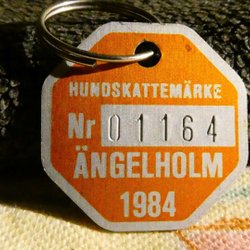 HUNDSKATTEMÄRKE
Nr 01164
ÄNGELHOLM
1984